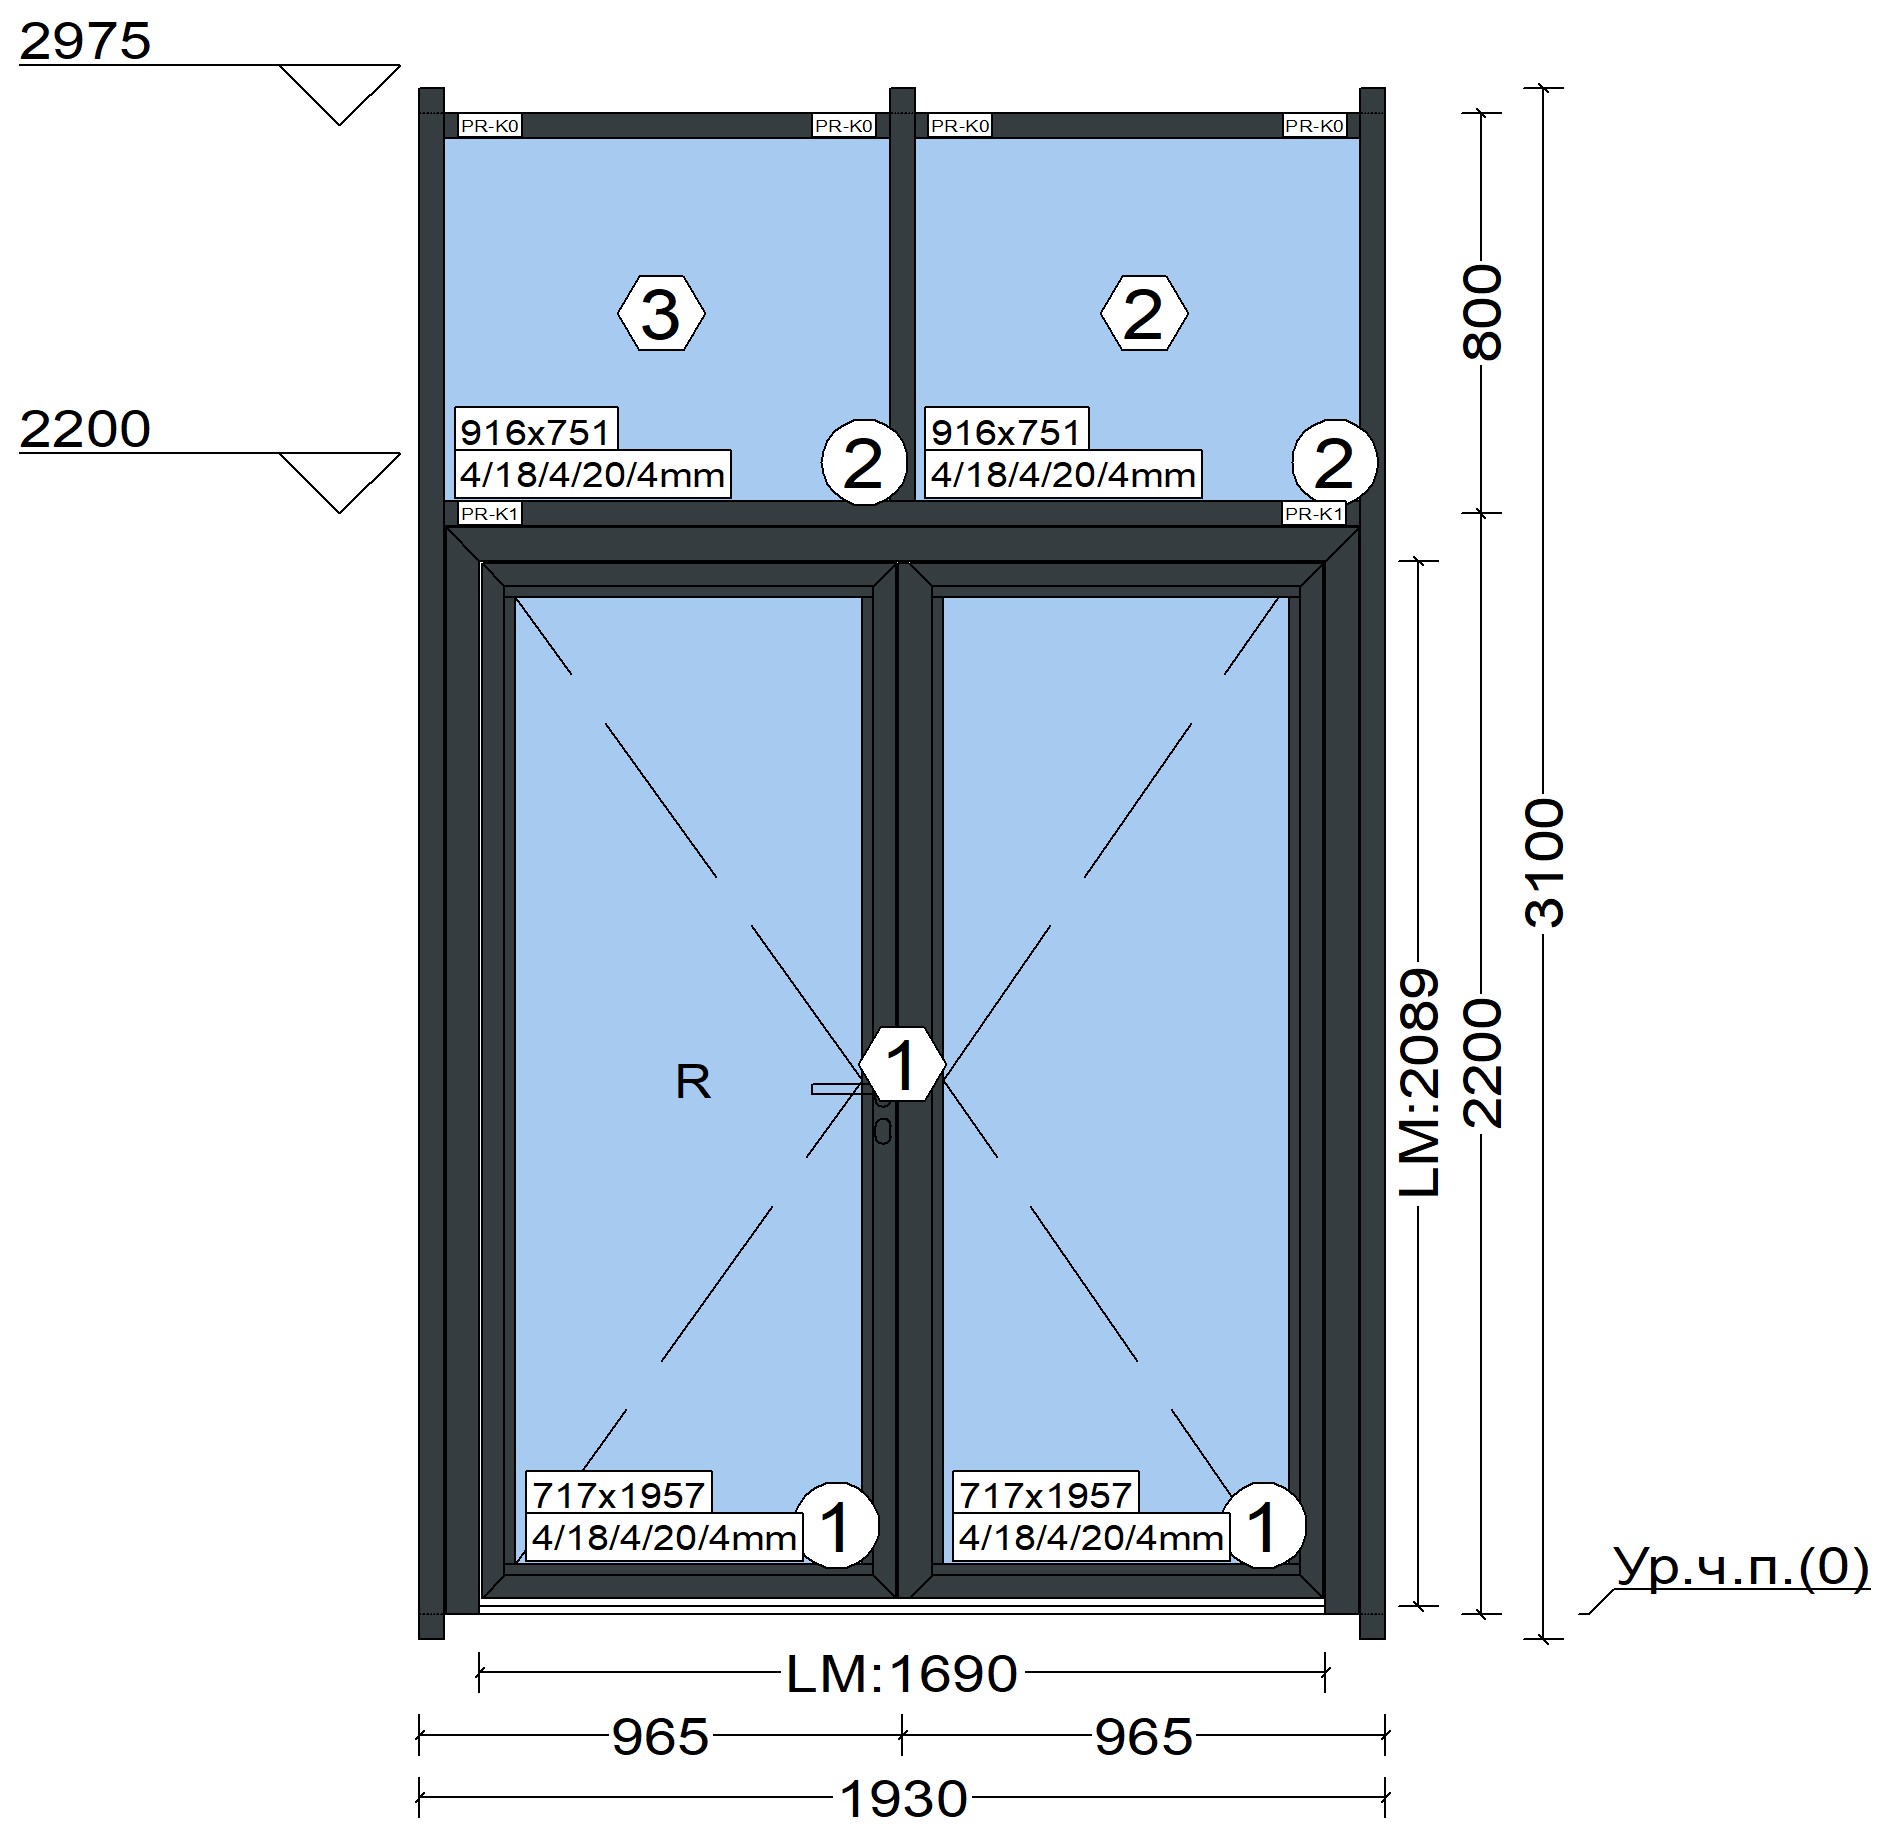 2975
PR-K0
PR-K0
PR-K0
PR-K0
3
2
800
2200
916x751
4/18/4/20/4mm
2
916x751
4/18/4/20/4mm
2
PR-K1
PR-K1
3100
LM:2089
2200
R
1
717x1957
4/18/4/20/4mm
1
717x1957
4/18/4/20/4mm
1
Ур.ч.п.(0)
LM:1690
965
965
1930